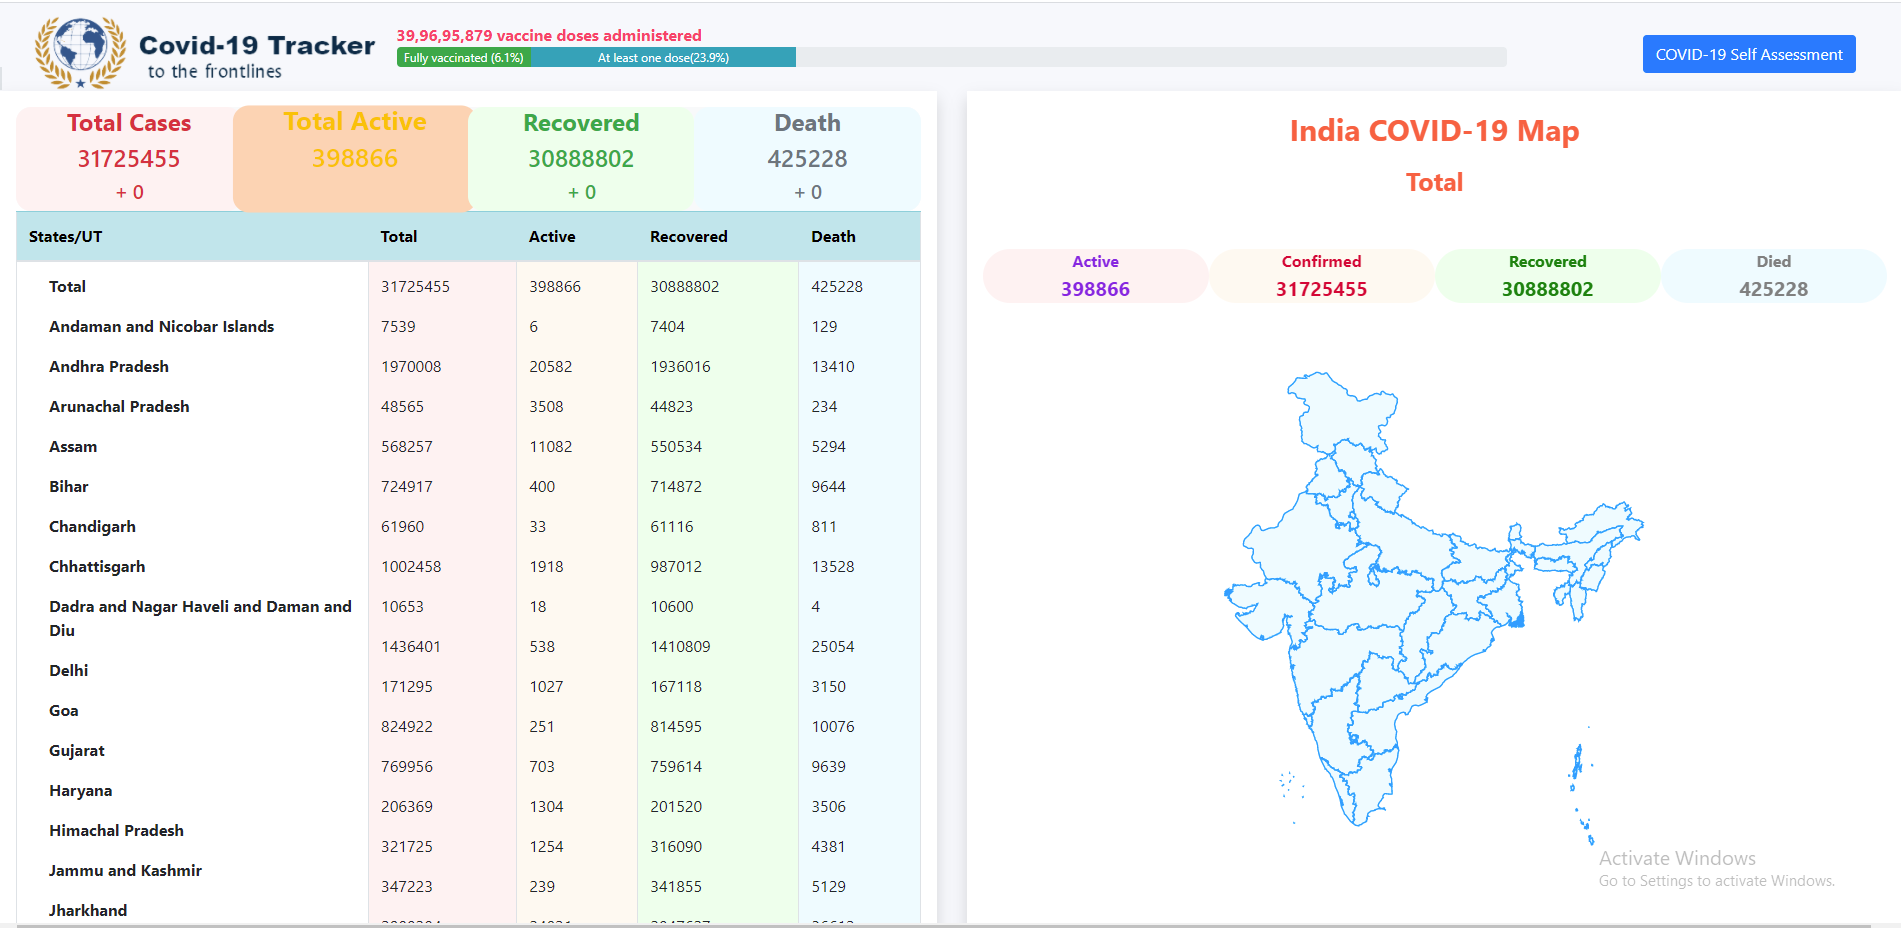 Covid-19 Tracker
to the frontlines
39,96,95,879 vaccine doses administered
Fully vaccinated (6.1%) At least one dose(23.9%)
COVID-19 Self Assessment
Total Cases
31725455
+ 0
Total Active
398866
Recovered
30888802
+ 0
Death
425228
+ 0
States/UT Total Active Recovered Death
Total 31725455 398866 30888802 425228
Andaman and Nicobar Islands 7539 6 7404 129
Andhra Pradesh 1970008 20582 1936016 13410
Arunachal Pradesh 48565 3508 44823 234
Assam 568257 11082 550534 5294
Bihar 724917 400 714872 9644
Chandigarh 61960 33 61116 811
Chhattisgarh 1002458 1918 987012 13528
Dadra and Nagar Haveli and Daman and 10653 18 10600 4
Diu
1436401 538 1410809 25054
Delhi
171295 1027 167118 3150
Goa
824922 251 814595 10076
Gujarat
769956 703 759614 9639
Haryana
206369 1304 201520 3506
Himachal Pradesh
321725 1254 316090 4381
Jammu and Kashmir
347223 239 341855 5129
Jharkhand
India COVID-19 Map
Total
Active
398866
Confirmed
31725455
Recovered
30888802
Died
425228
Activate Windows
Go to Settings to activate Windows.